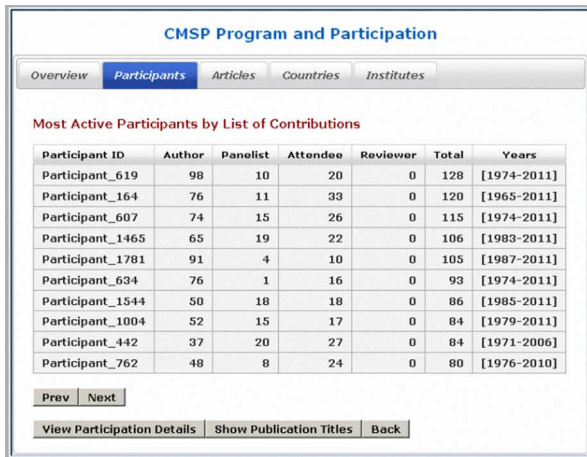 CMSP Program and Participation
Overview Participants Articles Countries Institutes
Most Active Participants by List of Contributions
Participant ID Author Panelist Attendee Reviewer Total Years
Participant_619 98 10 20 0 128 [1974-2011]
Participant_164 76 11 33 0 120 [1965-2011]
Participant_607 74 15 26 0 115 [1974-2011]
Participant_1465 65 19 22 0 106 [1983-2011]
Participant_1781 91 4 10 0 105 [1987-2011]
Participant_634 76 1 16 0 93 [1974-2011]
Participant_1544 50 18 18 0 86 [1985-2011]
Participant_1004 52 15 17 0 84 [1979-2011]
Participant_442 37 20 27 0 84 [1971-2006]
Participant_762 48 8 24 0 80 [1976-2010]
Prev Next
View Participation Details Show Publication Titles Back